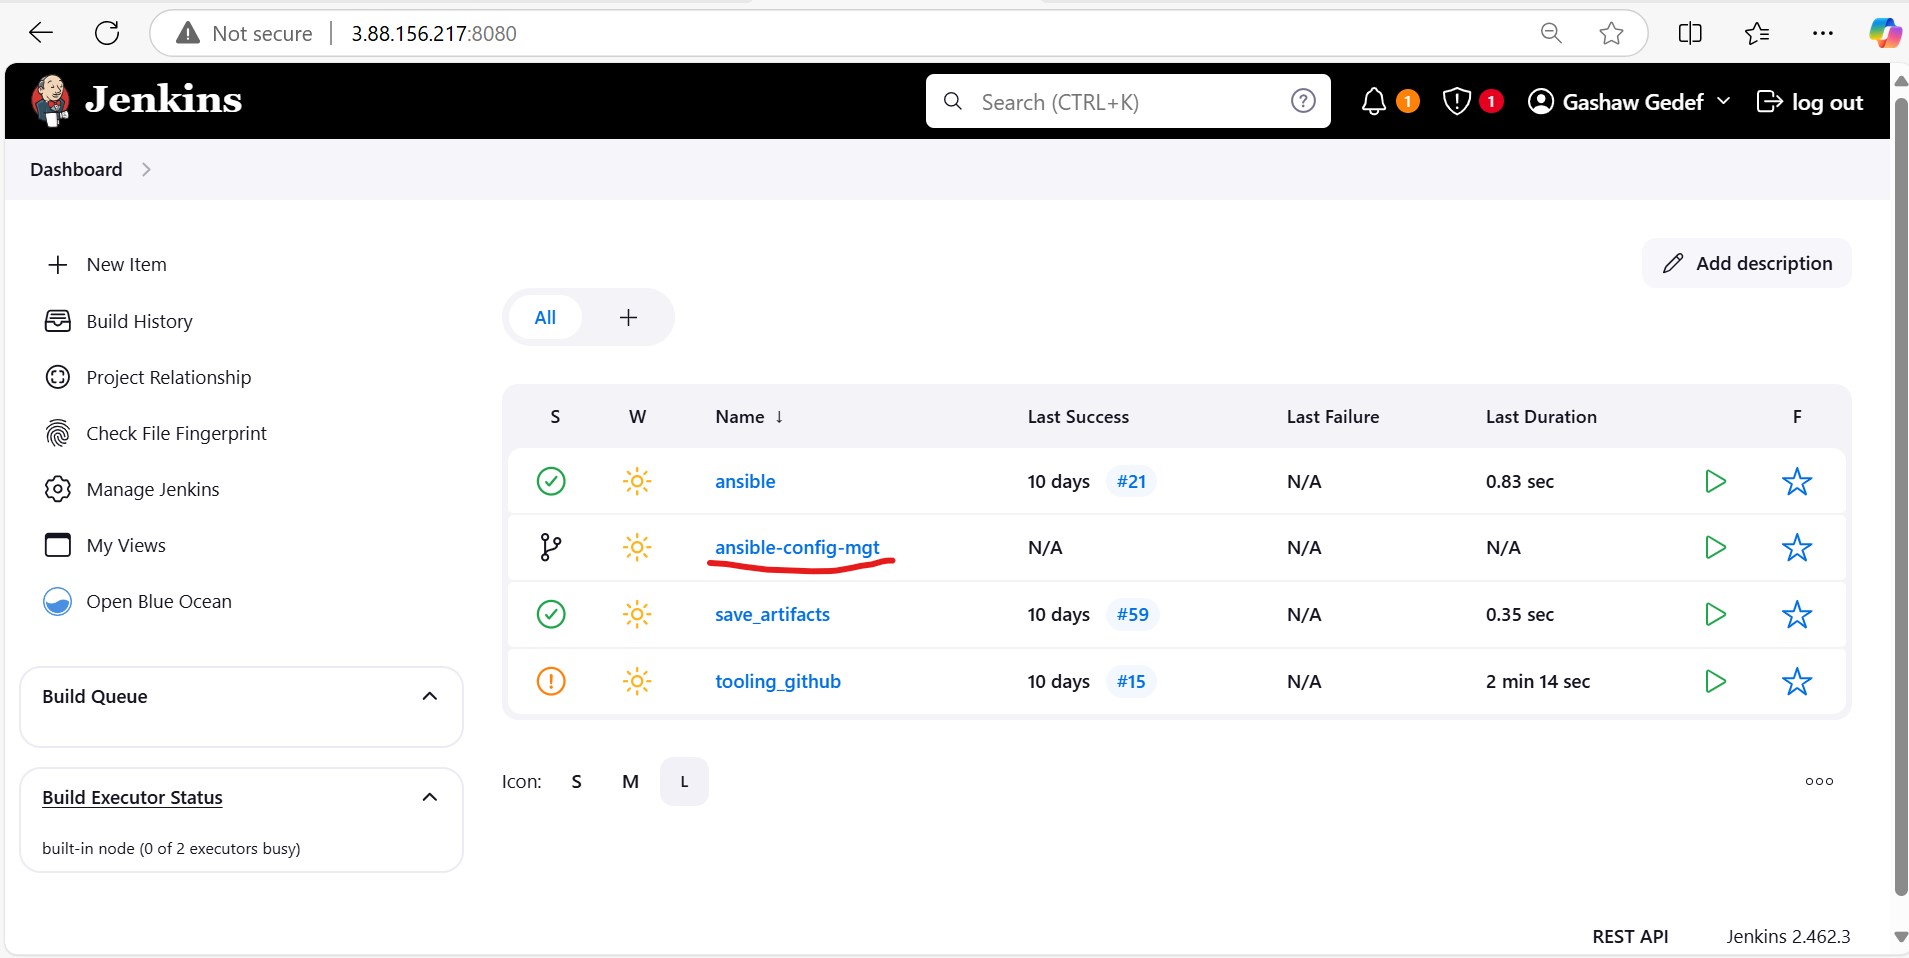 Not secure 3.88.156.217:8080
Jenkins Search (CTRL+K) ? 1 1 Gashaw Gedef log out
Dashboard
New Item
Build History
Project Relationship
Check File Fingerprint
Manage Jenkins
My Views
Open Blue Ocean
Build Queue
Build Executor Status
built-in node (0 of 2 executors busy)
Add description
All +
S W Name ↓ Last Success Last Failure Last Duration F
ansible 10 days #21 N/A 0.83 sec
ansible-config-mgt N/A N/A N/A
save_artifacts 10 days #59 N/A 0.35 sec
tooling_github 10 days #15 N/A 2 min 14 sec
Icon: S M L
REST API Jenkins 2.462.3